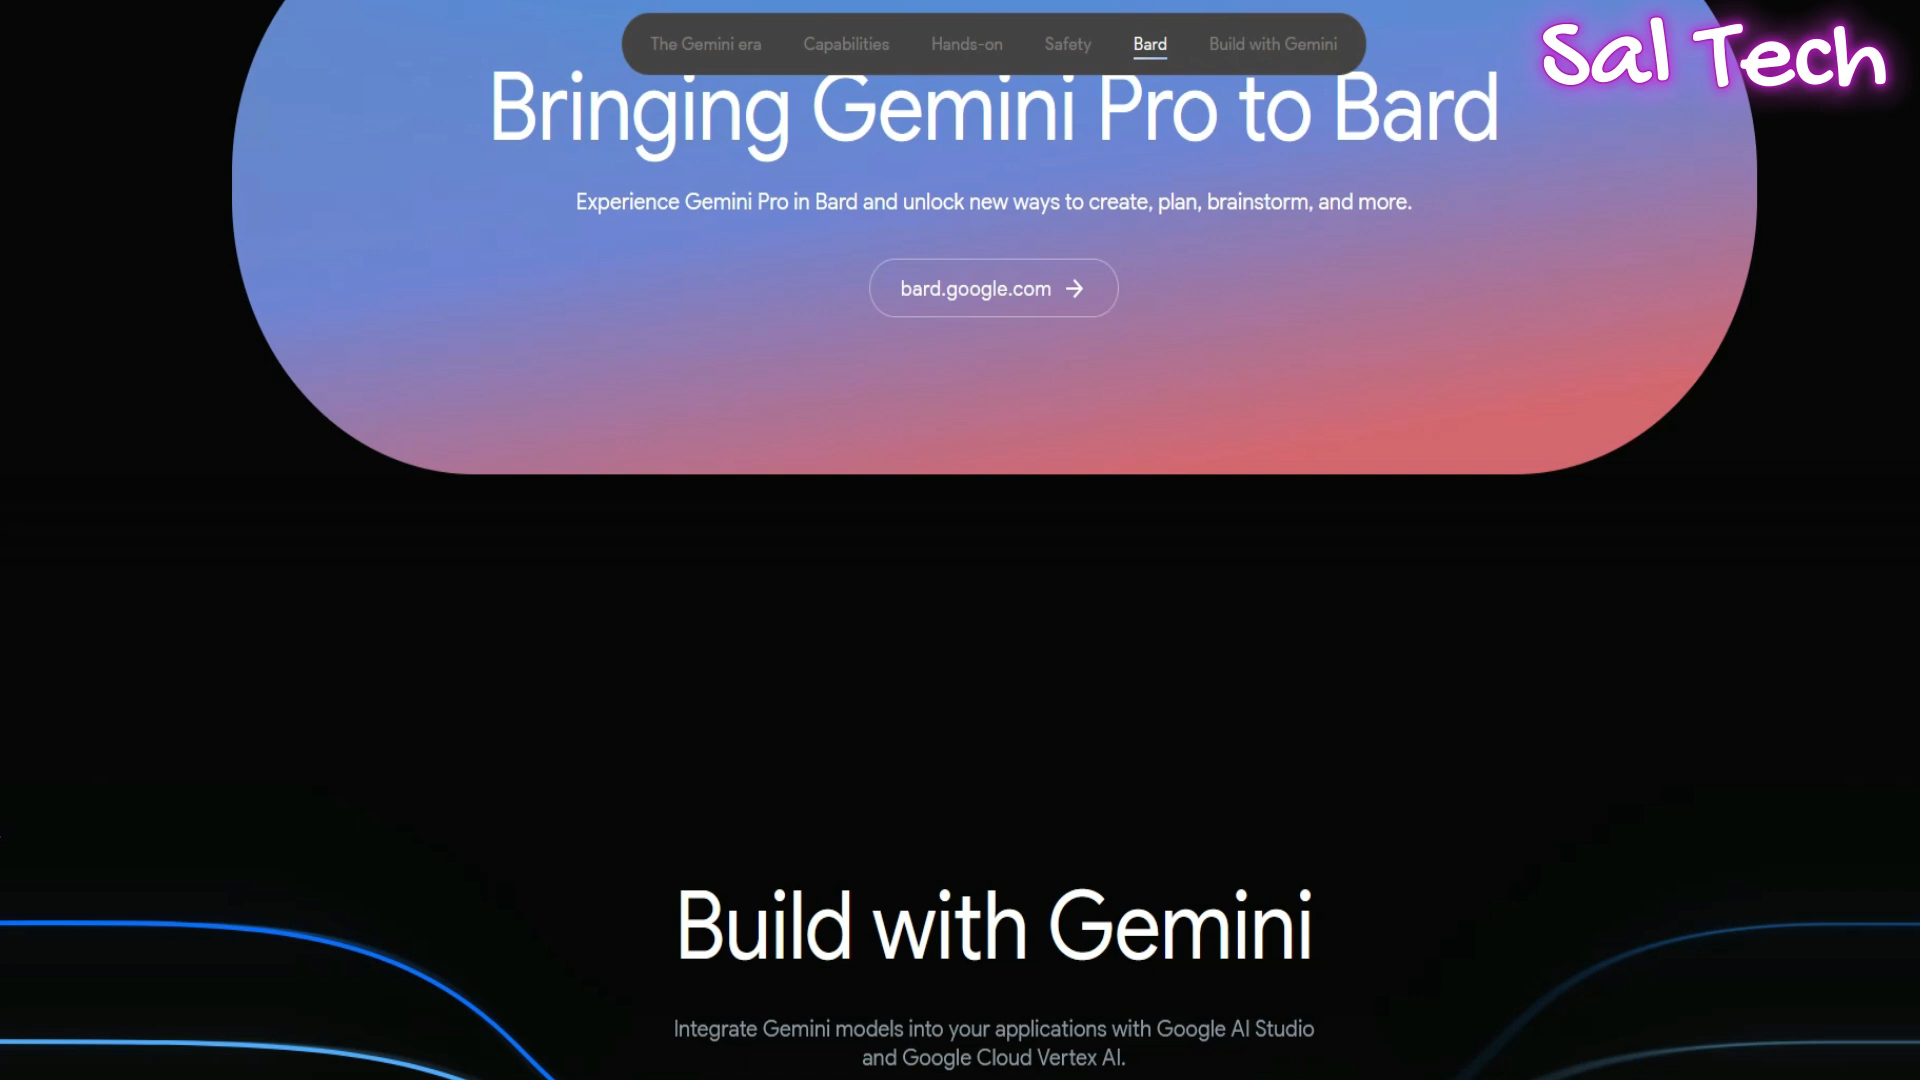 The Gemini era Capabilities Hands-on Safety Bard Build with Gemini
Sal Tech
Bringing Gemini Pro to Bard
Experience Gemini Pro in Bard and unlock new ways to create, plan, brainstorm, and more.
bard.google.com →
Build with Gemini
Integrate Gemini models into your applications with Google AI Studio
and Google Cloud Vertex AI.